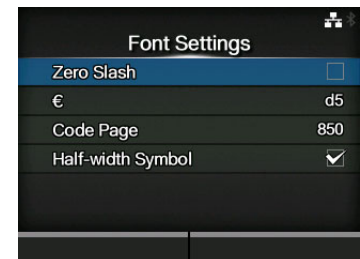 Font Settings
Zero Slash
€ d5
Code Page 850
Half-width Symbol